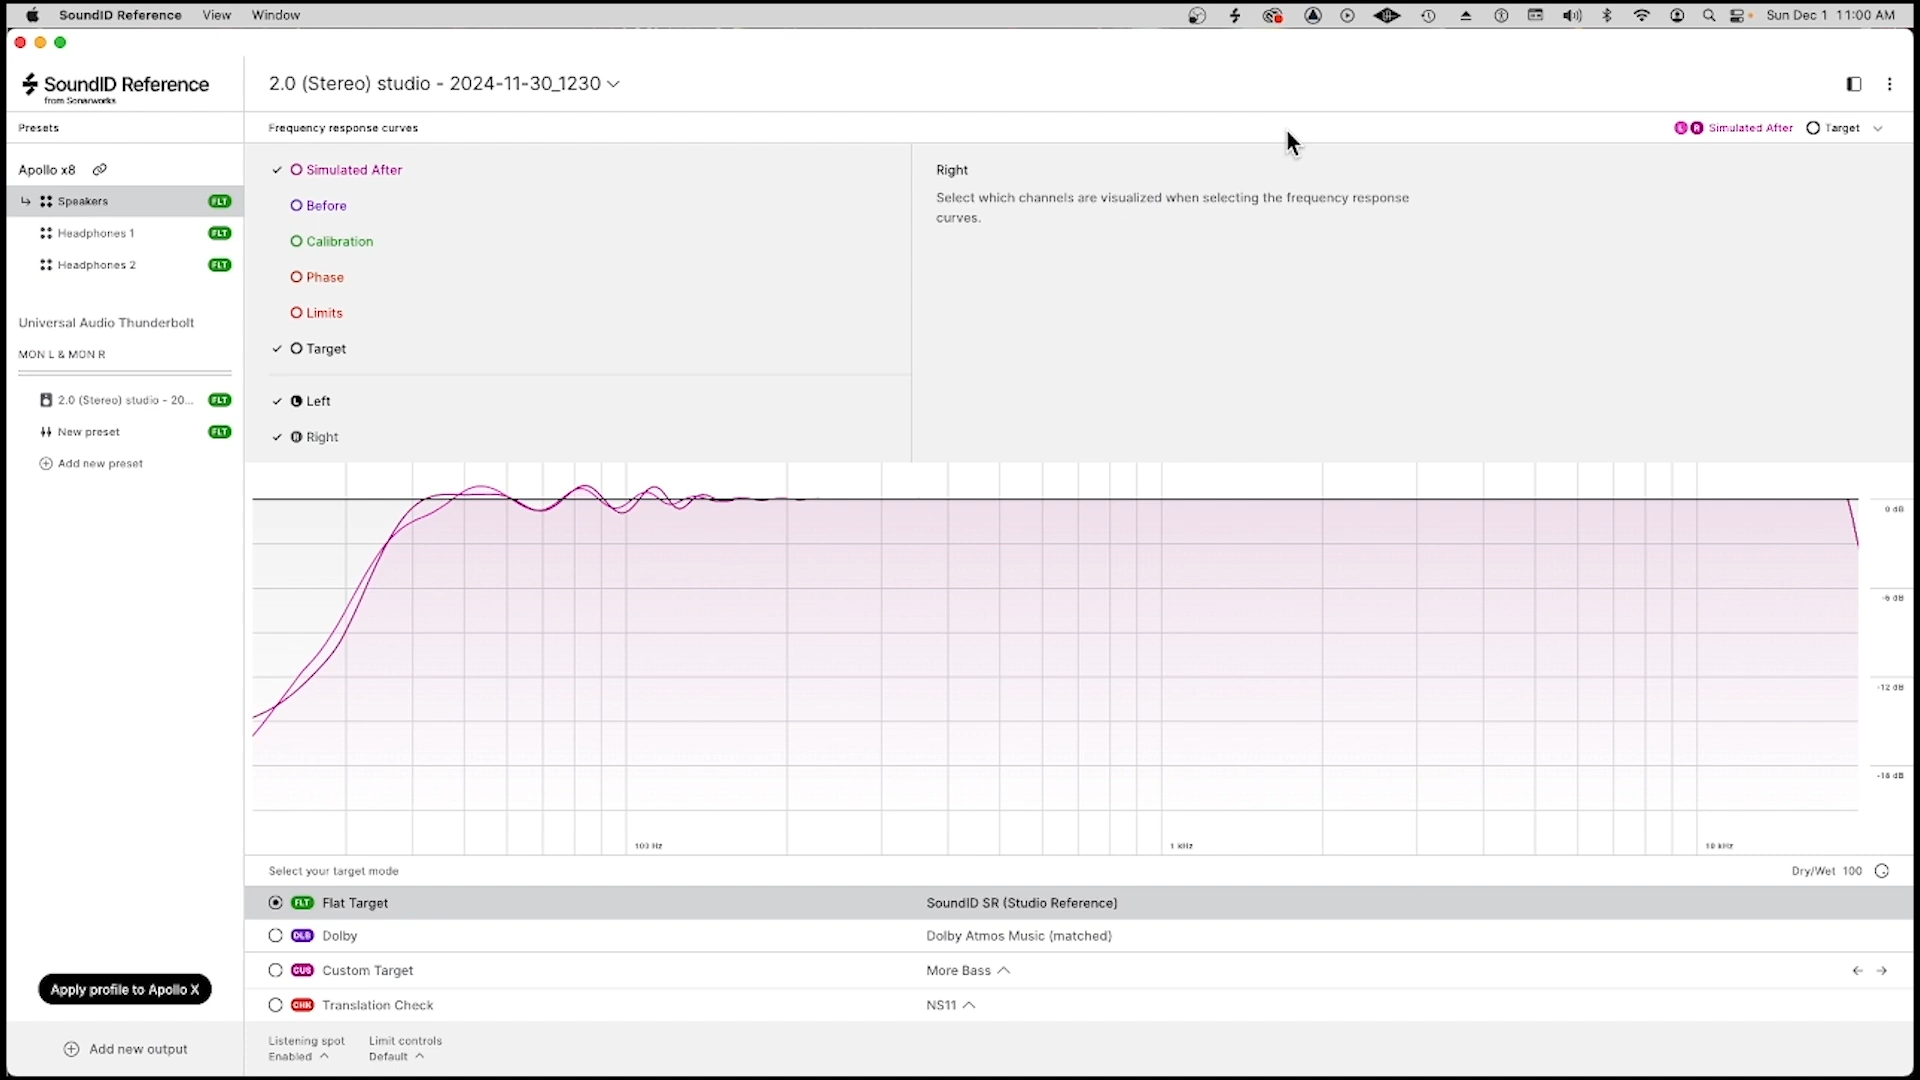 SoundID Reference View Window Sun Dec 1 11:00 AM
SoundID Reference
from Sonarworks
2.0 (Stereo) studio - 2024-11-30_1230
Presets
Frequency response curves
L R Simulated After Target
Apollo x8
Speakers FLT
Headphones 1 FLT
Headphones 2 FLT
Universal Audio Thunderbolt
MON L & MON R
2.0 (Stereo) studio - 20... FLT
New preset FLT
Add new preset
Apply profile to Apollo X
Add new output
Simulated After
Before
Calibration
Phase
Limits
Target
L Left
R Right
Right
Select which channels are visualized when selecting the frequency response
curves.
0 dB
-6 dB
-12 dB
-18 dB
100 Hz 1 kHz 10 kHz
Select your target mode
Dry/Wet 100
FLT Flat Target SoundID SR (Studio Reference)
DLB Dolby Dolby Atmos Music (matched)
CUS Custom Target More Bass
CHK Translation Check NS11
Listening spot Limit controls
Enabled Default